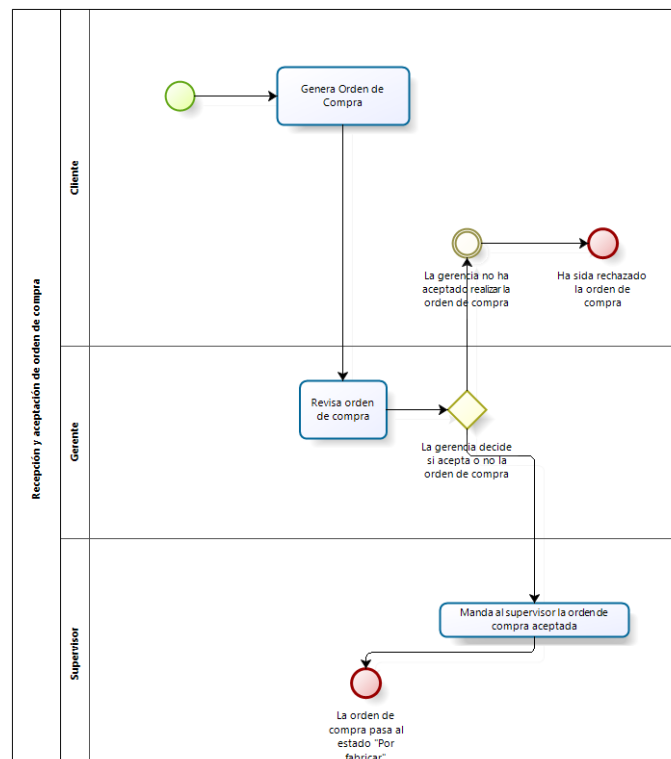 Recepción y aceptación de orden de compra
Cliente
Genera Orden de
Compra
La gerencia no ha
aceptado realizar la
orden de compra
Ha sida rechazado
la orden de
compra
Gerente
Revisa orden
de compra
La gerencia decide
si acepta o no la
orden de compra
Supervisor
Manda al supervisor la orden de
compra aceptada
La orden de
compra pasa al
estado "Por
fabricar"